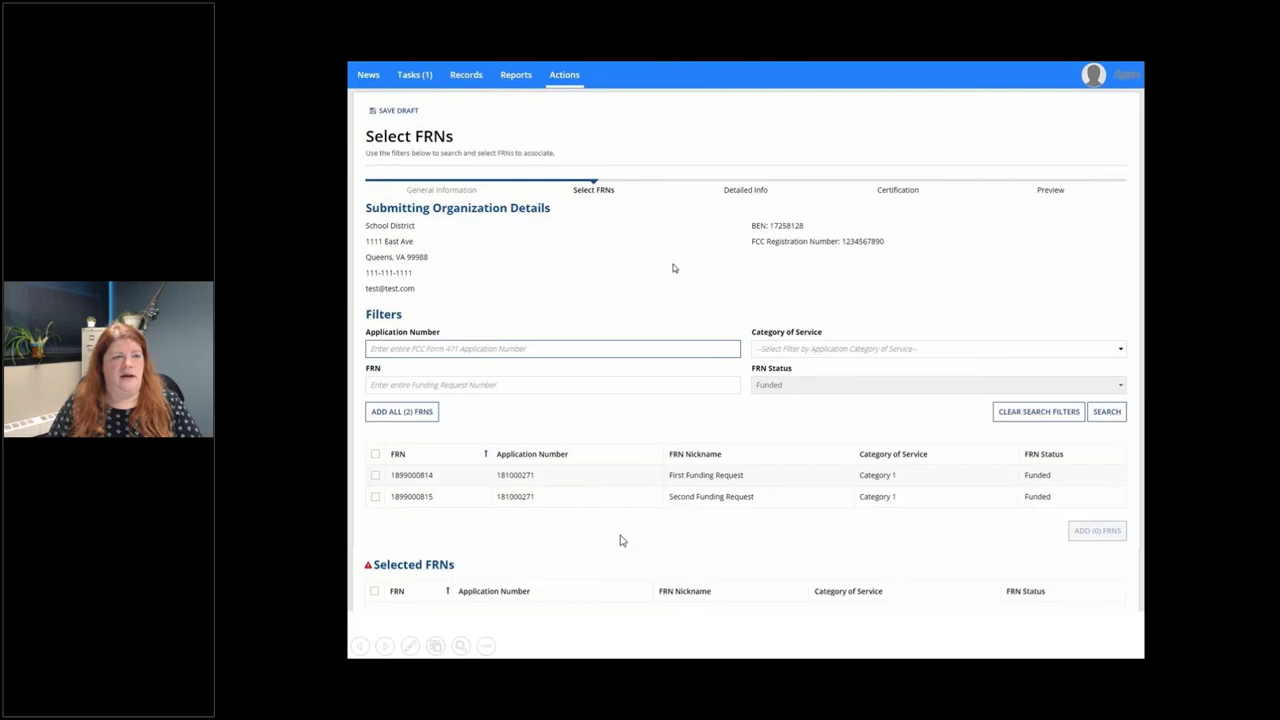 News Tasks (1) Records Reports Actions Appian
SAVE DRAFT
Select FRNs
Use the filters below to search and select FRNs to associate.
General Information Select FRNs Detailed Info Certification Preview
Submitting Organization Details
School District BEN: 17258128
1111 East Ave FCC Registration Number: 1234567890
Queens, VA 99988
111-111-1111
test@test.com
Filters
Application Number Category of Service
Enter entire FCC Form 471 Application Number --Select Filter by Application Category of Service--
FRN FRN Status
Enter entire Funding Request Number Funded
ADD ALL (2) FRNS CLEAR SEARCH FILTERS SEARCH
FRN Application Number FRN Nickname Category of Service FRN Status
1899000814 181000271 First Funding Request Category 1 Funded
1899000815 181000271 Second Funding Request Category 1 Funded
ADD (0) FRNS
Selected FRNs
FRN Application Number FRN Nickname Category of Service FRN Status